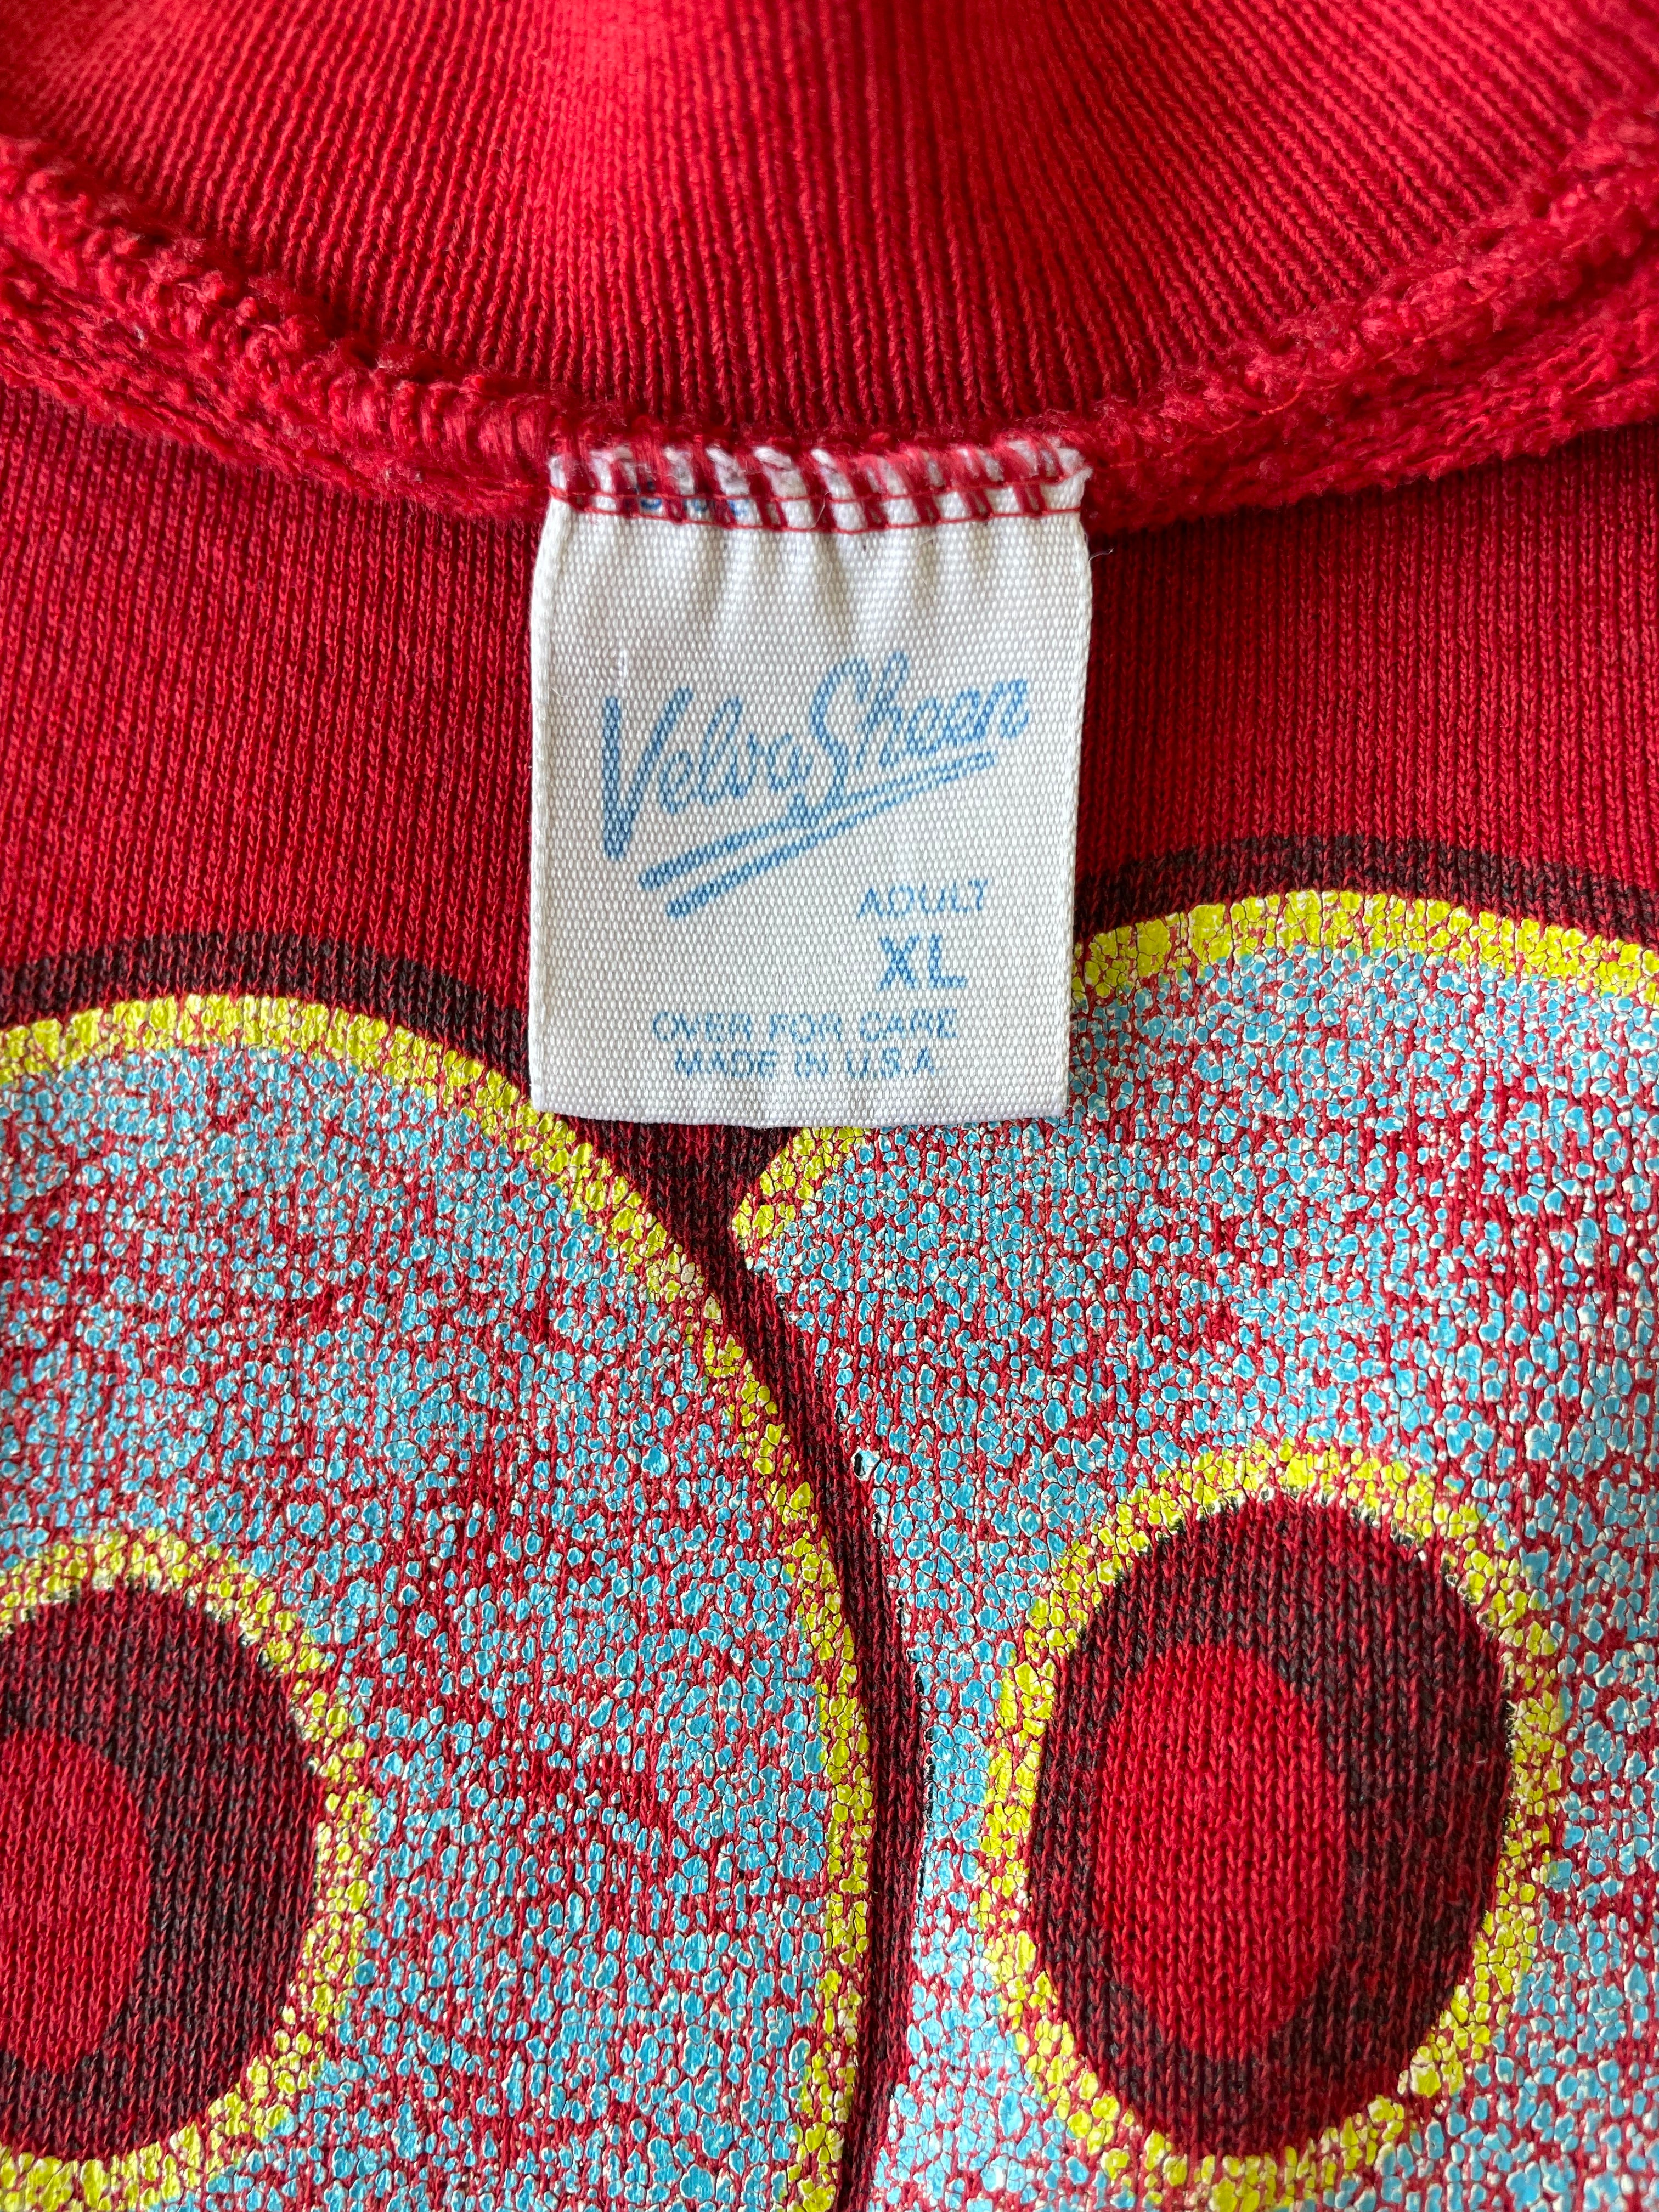 Velva Sheen
ADULT
XL
OVER FOR CARE
MADE IN U.S.A.